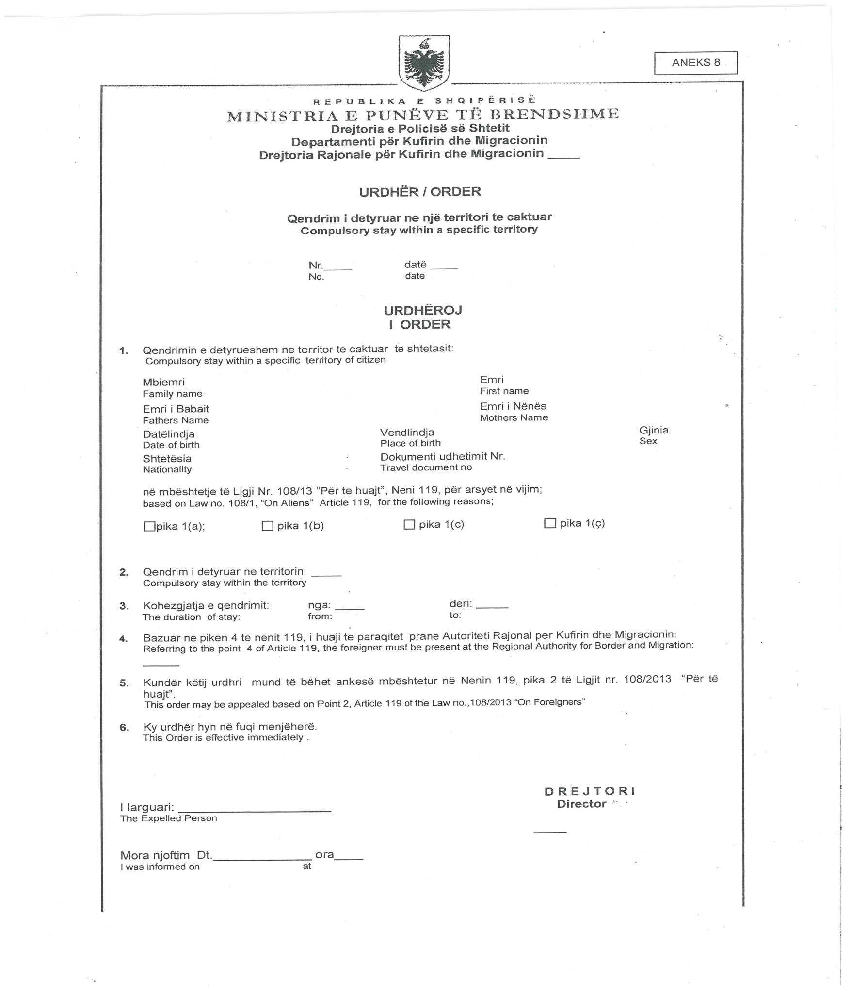 ANEKS 8
REPUBLIKA E SHQIPËRISË
MINISTRIA E PUNËVE TË BRENDSHME
Drejtoria e Policisë së Shtetit
Departamenti për Kufirin dhe Migracionin
Drejtoria Rajonale për Kufirin dhe Migracionin _____
URDHËR / ORDER
Qendrim i detyruar ne një territori te caktuar
Compulsory stay within a specific territory
Nr._____ datë _____
No. date
URDHËROJ
I ORDER
1. Qendrimin e detyrueshem ne territor te caktuar te shtetasit:
Compulsory stay within a specific territory of citizen
Mbiemri Emri
Family name First name
Emri i Babait Emri i Nënës
Fathers Name Mothers Name
Datëlindja Vendlindja Gjinia
Date of birth Place of birth Sex
Shtetësia Dokumenti udhetimit Nr.
Nationality Travel document no
në mbështetje të Ligji Nr. 108/13 “Për te huajt”, Neni 119, për arsyet në vijim;
based on Law no. 108/1, “On Aliens” Article 119, for the following reasons;
☐pika 1(a); ☐ pika 1(b) ☐ pika 1(c) ☐ pika 1(ç)
2. Qendrim i detyruar ne territorin: _____
Compulsory stay within the territory
3. Kohezgjatja e qendrimit: nga: _____ deri: _____
The duration of stay: from: to:
4. Bazuar ne piken 4 te nenit 119, i huaji te paraqitet prane Autoriteti Rajonal per Kufirin dhe Migracionin:
Referring to the point 4 of Article 119, the foreigner must be present at the Regional Authority for Border and Migration:
______
5. Kundër këtij urdhri mund të bëhet ankesë mbështetur në Nenin 119, pika 2 të Ligjit nr. 108/2013 “Për të
huajt”.
This order may be appealed based on Point 2, Article 119 of the Law no.,108/2013 “On Foreigners”
6. Ky urdhër hyn në fuqi menjëherë.
This Order is effective immediately .
DREJTORI
Director
I larguari: _________________________
The Expelled Person
_____
Mora njoftim Dt.________________ ora_____
I was informed on at